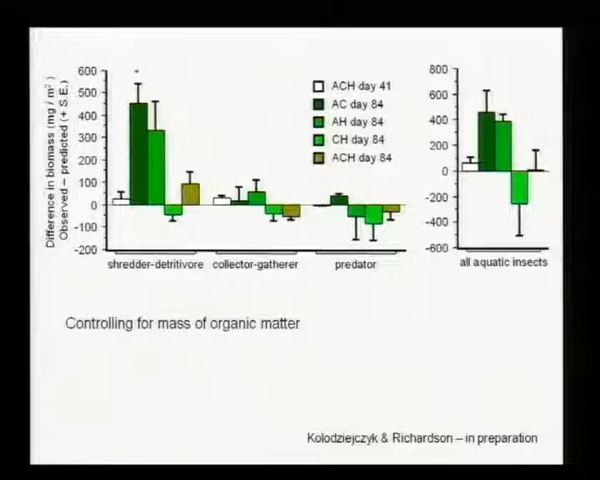 Difference in biomass (mg / m²)
Observed – predicted (+ S.E.)
600
500
400
300
200
100
0
-100
-200
*
ACH day 41
AC day 84
AH day 84
CH day 84
ACH day 84
shredder-detritivore collector-gatherer predator
800
600
400
200
0
-200
-400
-600
all aquatic insects
Controlling for mass of organic matter
Kolodziejczyk & Richardson – in preparation